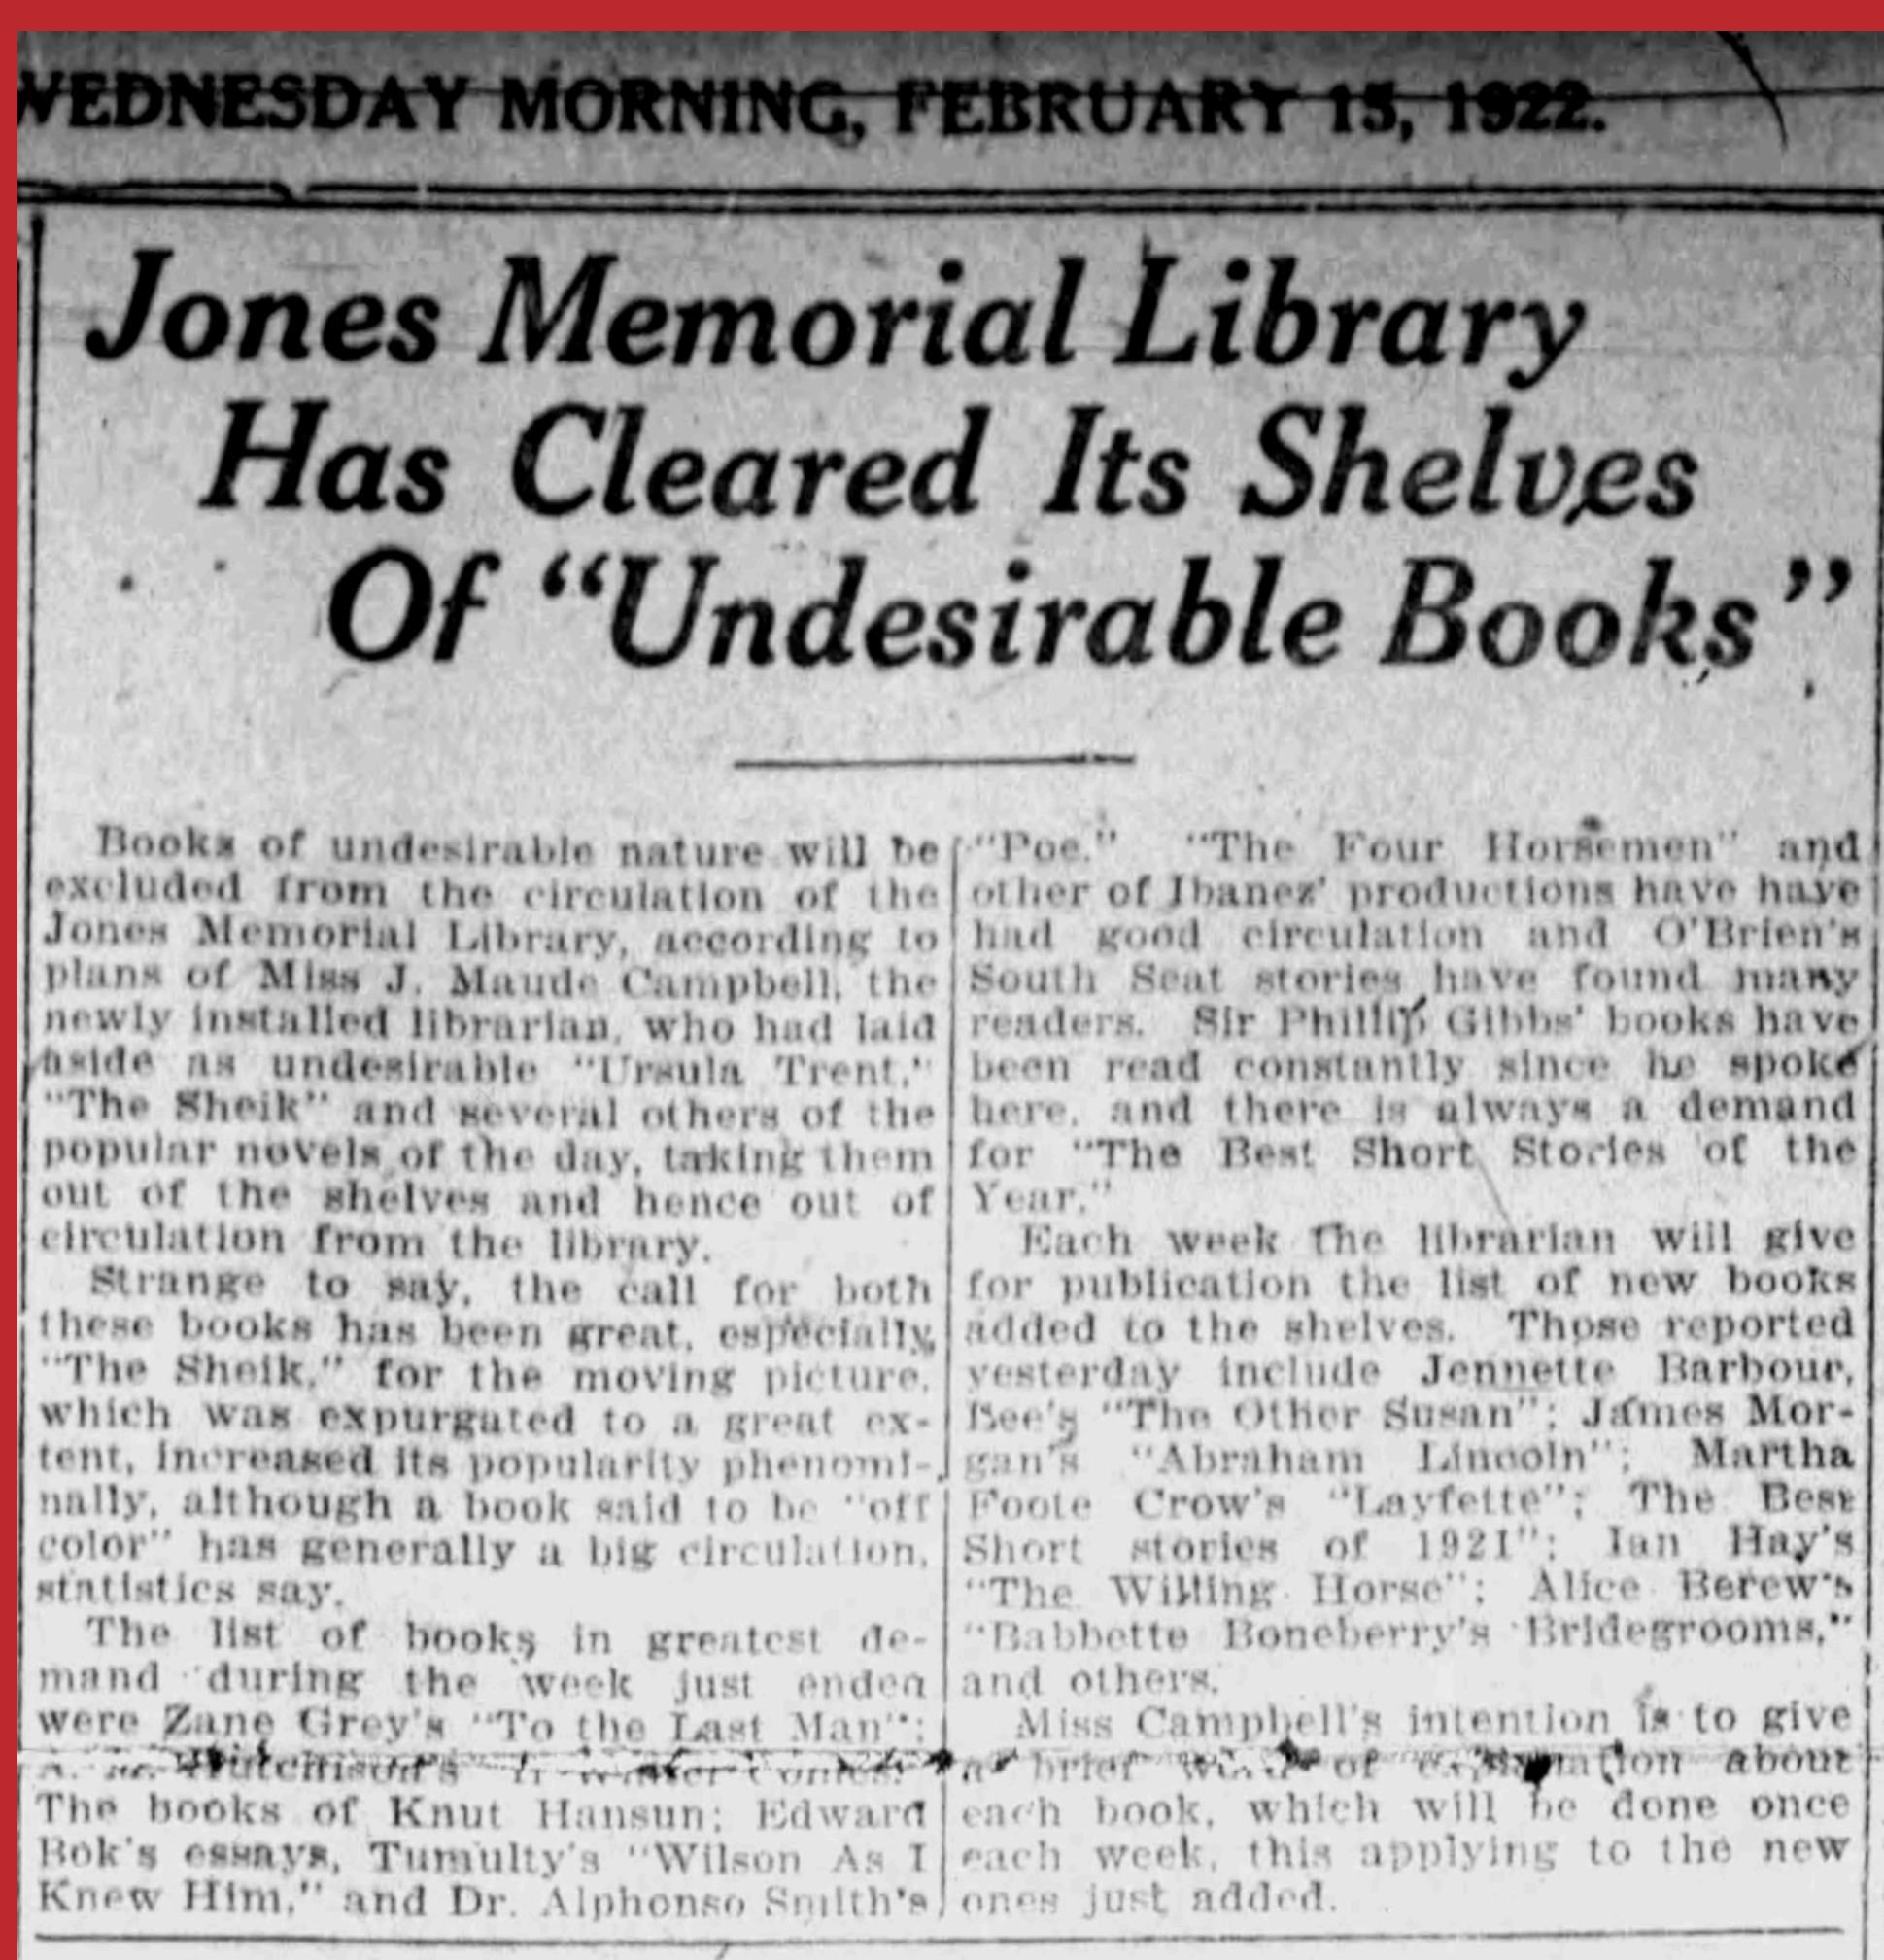 WEDNESDAY MORNING, FEBRUARY 15, 1922.
Jones Memorial Library
Has Cleared Its Shelves
Of “Undesirable Books”
Books of undesirable nature will be
excluded from the circulation of the
Jones Memorial Library, according to
plans of Miss J. Maude Campbell, the
newly installed librarian, who had laid
aside as undesirable "Ursula Trent,"
"The Sheik" and several others of the
popular novels of the day, taking them
out of the shelves and hence out of
circulation from the library.
Strange to say, the call for both
these books has been great, especially,
"The Sheik," for the moving picture,
which was expurgated to a great ex-
tent, increased its popularity phenomi-
nally, although a book said to be "off
color" has generally a big circulation,
statistics say.
The list of books in greatest de-
mand during the week just ended
were Zane Grey's "To the Last Man";
Hutchison's "If Winter Comes."
The books of Knut Hansun; Edward
Bok's essays, Tumulty's "Wilson As I
Knew Him," and Dr. Alphonso Smith's
"Poe." "The Four Horsemen" and
other of Ibanez' productions have have
had good circulation and O'Brien's
South Seat stories have found many
readers. Sir Phillip Gibbs' books have
been read constantly since he spoke
here, and there is always a demand
for "The Best Short Stories of the
Year."
Each week the librarian will give
for publication the list of new books
added to the shelves. Those reported
yesterday include Jennette Barbour,
Bee's "The Other Susan"; James Mor-
gan's "Abraham Lincoln"; Martha
Foote Crow's "Layfette"; The Best
Short stories of 1921"; Ian Hay's
"The Willing Horse"; Alice Berew's
"Babbette Boneberry's Bridegrooms,"
and others.
Miss Campbell's intention is to give
a brief of explanation about
each book, which will be done once
each week, this applying to the new
ones just added.